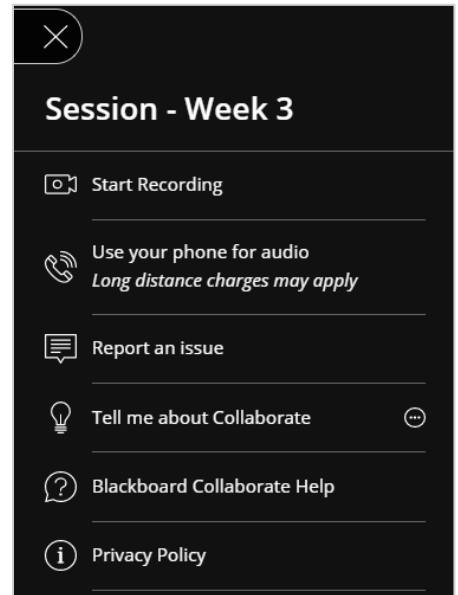 Session - Week 3
Start Recording
Use your phone for audio
Long distance charges may apply
Report an issue
Tell me about Collaborate
Blackboard Collaborate Help
Privacy Policy